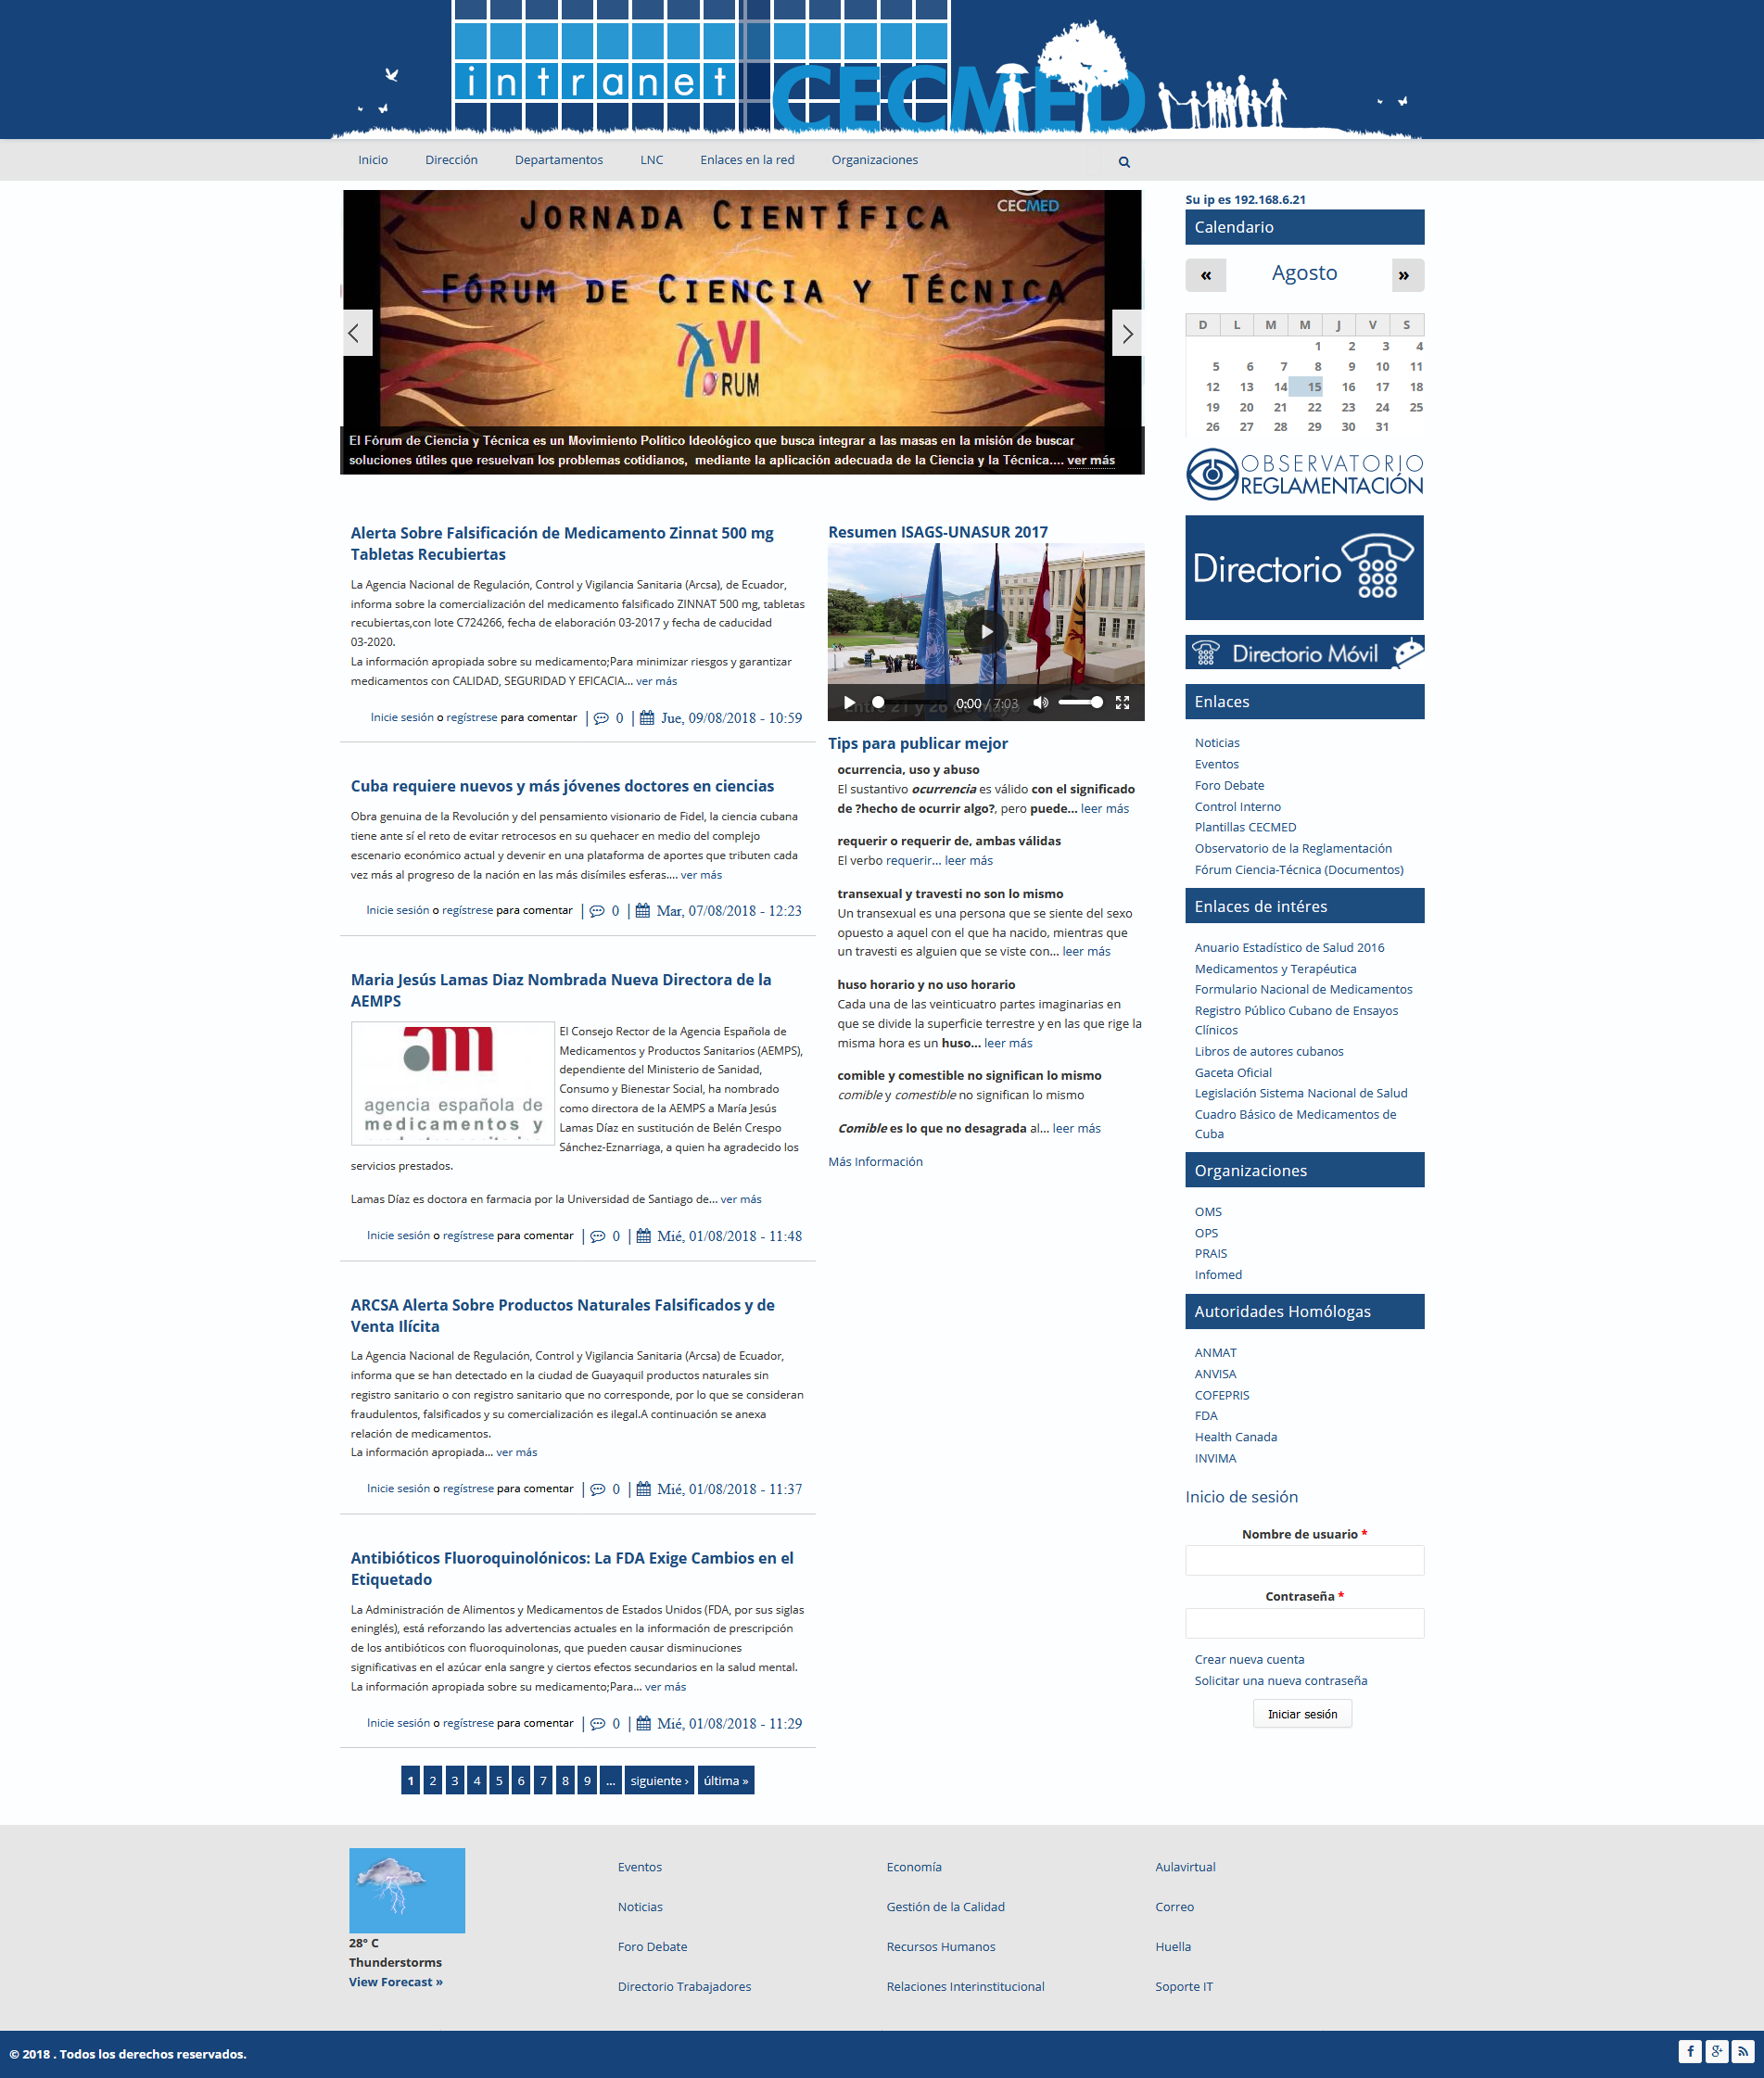 intranet
CECMED
Inicio
Dirección
Departamentos
LNC
Enlaces en la red
Organizaciones
CECMED
JORNADA CIENTÍFICA
FÓRUM DE CIENCIA Y TÉCNICA
XVI
FORUM
El Fórum de Ciencia y Técnica es un Movimiento Político Ideológico que busca integrar a las masas en la misión de buscar
soluciones útiles que resuelvan los problemas cotidianos, mediante la aplicación adecuada de la Ciencia y la Técnica.... ver más
Alerta Sobre Falsificación de Medicamento Zinnat 500 mg
Tabletas Recubiertas
La Agencia Nacional de Regulación, Control y Vigilancia Sanitaria (Arcsa), de Ecuador,
informa sobre la comercialización del medicamento falsificado ZINNAT 500 mg, tabletas
recubiertas,con lote C724266, fecha de elaboración 03-2017 y fecha de caducidad
03-2020.
La información apropiada sobre su medicamento;Para minimizar riesgos y garantizar
medicamentos con CALIDAD, SEGURIDAD Y EFICACIA... ver más
Inicie sesión o regístrese para comentar | 0 | Jue, 09/08/2018 - 10:59
Cuba requiere nuevos y más jóvenes doctores en ciencias
Obra genuina de la Revolución y del pensamiento visionario de Fidel, la ciencia cubana
tiene ante sí el reto de evitar retrocesos en su quehacer en medio del complejo
escenario económico actual y devenir en una plataforma de aportes que tributen cada
vez más al progreso de la nación en las más disímiles esferas.... ver más
Inicie sesión o regístrese para comentar | 0 | Mar, 07/08/2018 - 12:23
Maria Jesús Lamas Diaz Nombrada Nueva Directora de la
AEMPS
agencia española de
medicamentos y
El Consejo Rector de la Agencia Española de
Medicamentos y Productos Sanitarios (AEMPS),
dependiente del Ministerio de Sanidad,
Consumo y Bienestar Social, ha nombrado
como directora de la AEMPS a María Jesús
Lamas Díaz en sustitución de Belén Crespo
Sánchez-Eznarriaga, a quien ha agradecido los
servicios prestados.
Lamas Díaz es doctora en farmacia por la Universidad de Santiago de... ver más
Inicie sesión o regístrese para comentar | 0 | Mié, 01/08/2018 - 11:48
ARCSA Alerta Sobre Productos Naturales Falsificados y de
Venta Ilícita
La Agencia Nacional de Regulación, Control y Vigilancia Sanitaria (Arcsa) de Ecuador,
informa que se han detectado en la ciudad de Guayaquil productos naturales sin
registro sanitario o con registro sanitario que no corresponde, por lo que se consideran
fraudulentos, falsificados y su comercialización es ilegal.A continuación se anexa
relación de medicamentos.
La información apropiada... ver más
Inicie sesión o regístrese para comentar | 0 | Mié, 01/08/2018 - 11:37
Antibióticos Fluoroquinolónicos: La FDA Exige Cambios en el
Etiquetado
La Administración de Alimentos y Medicamentos de Estados Unidos (FDA, por sus siglas
eninglés), está reforzando las advertencias actuales en la información de prescripción
de los antibióticos con fluoroquinolonas, que pueden causar disminuciones
significativas en el azúcar enla sangre y ciertos efectos secundarios en la salud mental.
La información apropiada sobre su medicamento;Para... ver más
Inicie sesión o regístrese para comentar | 0 | Mié, 01/08/2018 - 11:29
1 2 3 4 5 6 7 8 9 ... siguiente › última »
Resumen ISAGS-UNASUR 2017
Entre 21 y 26 de Mayo
0:00 / 7:03
Tips para publicar mejor
ocurrencia, uso y abuso
El sustantivo ocurrencia es válido con el significado
de ?hecho de ocurrir algo?, pero puede... leer más
requerir o requerir de, ambas válidas
El verbo requerir... leer más
transexual y travesti no son lo mismo
Un transexual es una persona que se siente del sexo
opuesto a aquel con el que ha nacido, mientras que
un travesti es alguien que se viste con... leer más
huso horario y no uso horario
Cada una de las veinticuatro partes imaginarias en
que se divide la superficie terrestre y en las que rige la
misma hora es un huso... leer más
comible y comestible no significan lo mismo
comible y comestible no significan lo mismo
Comible es lo que no desagrada al... leer más
Más Información
Su ip es 192.168.6.21
Calendario
« Agosto »
D L M M J V S
1 2 3 4
5 6 7 8 9 10 11
12 13 14 15 16 17 18
19 20 21 22 23 24 25
26 27 28 29 30 31
OBSERVATORIO
REGLAMENTACIÓN
Directorio
Directorio Móvil
Enlaces
Noticias
Eventos
Foro Debate
Control Interno
Plantillas CECMED
Observatorio de la Reglamentación
Fórum Ciencia-Técnica (Documentos)
Enlaces de intéres
Anuario Estadístico de Salud 2016
Medicamentos y Terapéutica
Formulario Nacional de Medicamentos
Registro Público Cubano de Ensayos
Clínicos
Libros de autores cubanos
Gaceta Oficial
Legislación Sistema Nacional de Salud
Cuadro Básico de Medicamentos de
Cuba
Organizaciones
OMS
OPS
PRAIS
Infomed
Autoridades Homólogas
ANMAT
ANVISA
COFEPRIS
FDA
Health Canada
INVIMA
Inicio de sesión
Nombre de usuario *
Contraseña *
Crear nueva cuenta
Solicitar una nueva contraseña
Iniciar sesión
28° C
Thunderstorms
View Forecast »
Eventos
Noticias
Foro Debate
Directorio Trabajadores
Economía
Gestión de la Calidad
Recursos Humanos
Relaciones Interinstitucional
Aulavirtual
Correo
Huella
Soporte IT
© 2018 . Todos los derechos reservados.